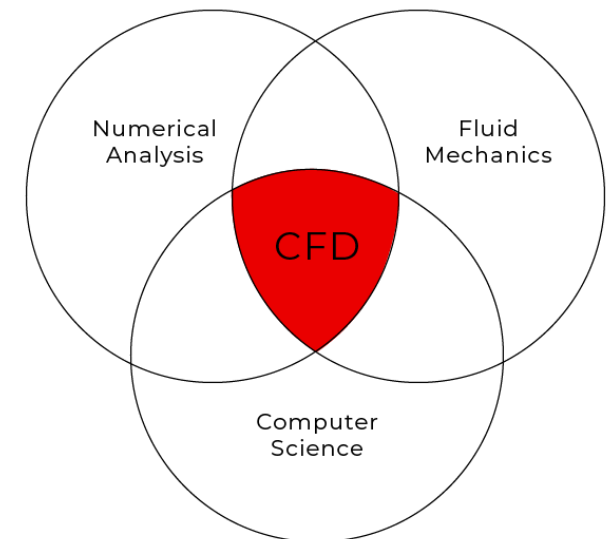 Numerical
Analysis
Fluid
Mechanics
CFD
Computer
Science